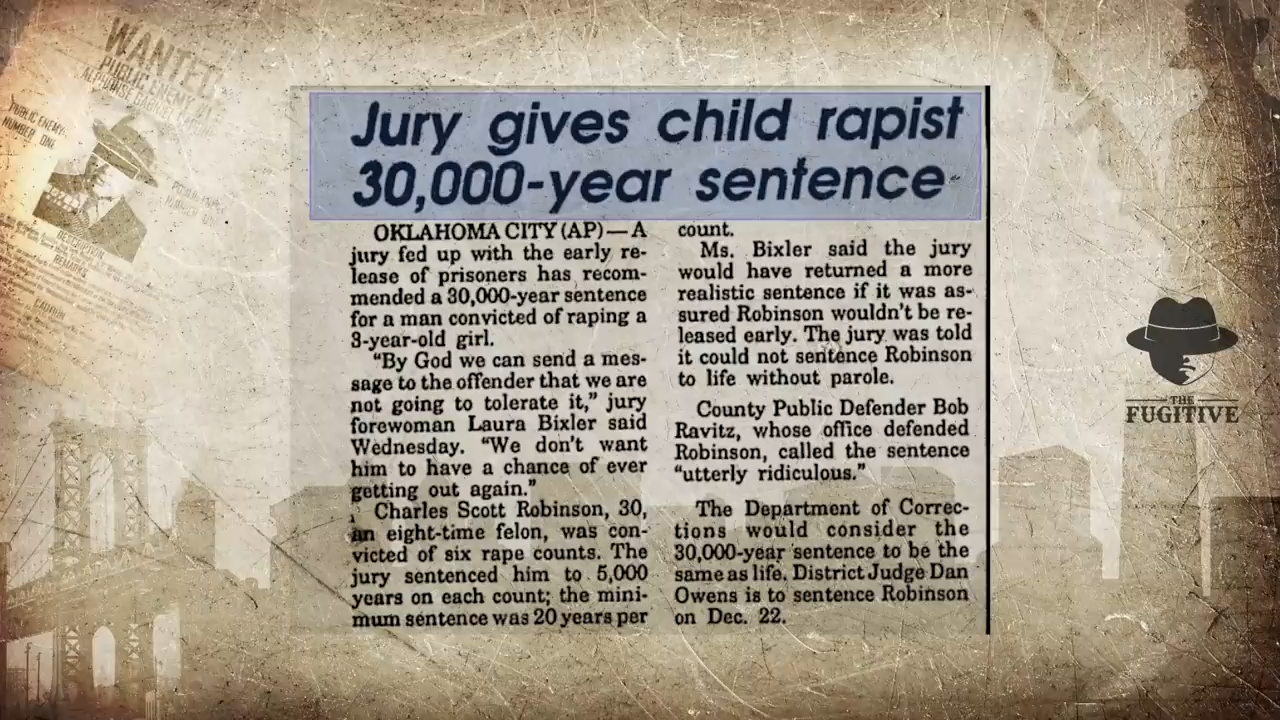 WANTED
PUBLIC ENEMY
PUBLIC ENEMY
NUMBER ONE
DESCRIPTION
REMARKS
CAUTION
Jury gives child rapist
30,000-year sentence
OKLAHOMA CITY (AP) — A
jury fed up with the early re-
lease of prisoners has recom-
mended a 30,000-year sentence
for a man convicted of raping a
3-year-old girl.
“By God we can send a mes-
sage to the offender that we are
not going to tolerate it,” jury
forewoman Laura Bixler said
Wednesday. “We don't want
him to have a chance of ever
getting out again.”
Charles Scott Robinson, 30,
an eight-time felon, was con-
victed of six rape counts. The
jury sentenced him to 5,000
years on each count; the mini-
mum sentence was 20 years per
count.
Ms. Bixler said the jury
would have returned a more
realistic sentence if it was as-
sured Robinson wouldn't be re-
leased early. The jury was told
it could not sentence Robinson
to life without parole.
County Public Defender Bob
Ravitz, whose office defended
Robinson, called the sentence
“utterly ridiculous.”
The Department of Correc-
tions would consider the
30,000-year sentence to be the
same as life. District Judge Dan
Owens is to sentence Robinson
on Dec. 22.
THE
FUGITIVE